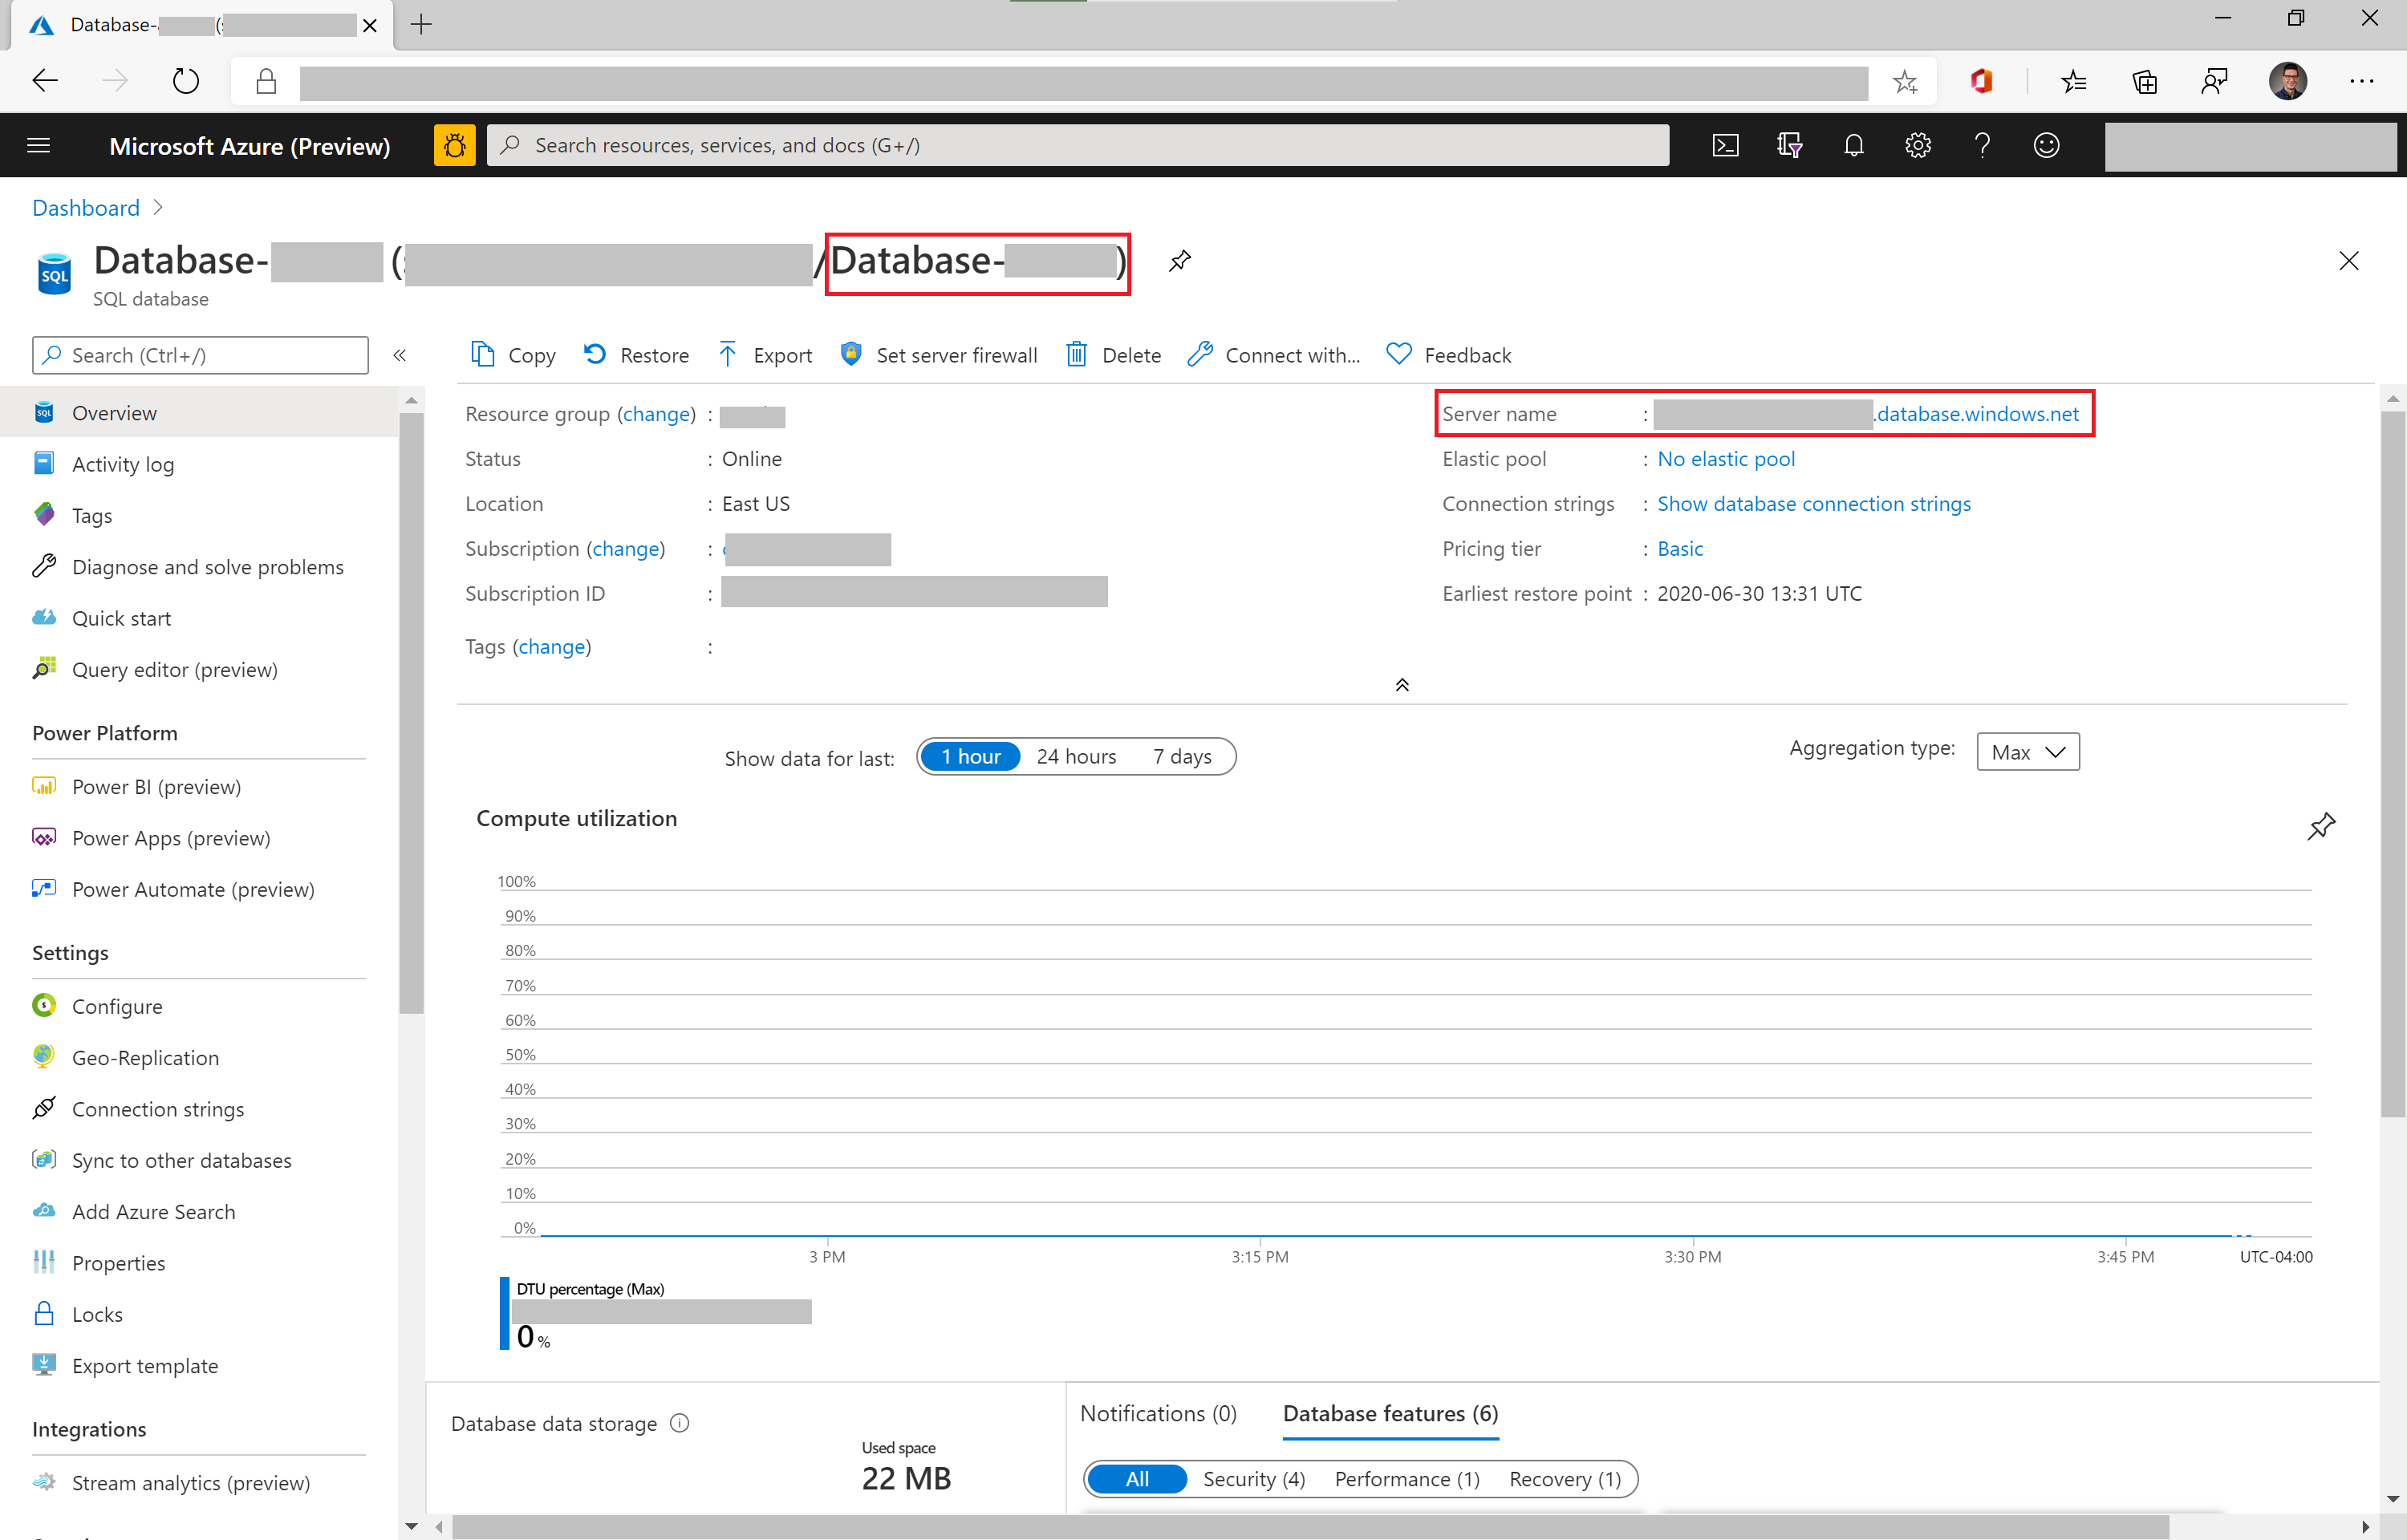 Database- (
Microsoft Azure (Preview)
Search resources, services, and docs (G+/)
Dashboard
Database- ( /Database- )
SQL
SQL database
Search (Ctrl+/)
«
Copy
Restore
Export
Set server firewall
Delete
Connect with...
Feedback
Overview
Activity log
Tags
Diagnose and solve problems
Quick start
Query editor (preview)
Power Platform
Power BI (preview)
Power Apps (preview)
Power Automate (preview)
Settings
Configure
Geo-Replication
Connection strings
Sync to other databases
Add Azure Search
Properties
Locks
Export template
Integrations
Stream analytics (preview)
Resource group (change) :
Status : Online
Location : East US
Subscription (change) :
Subscription ID :
Tags (change) :
Server name : .database.windows.net
Elastic pool : No elastic pool
Connection strings : Show database connection strings
Pricing tier : Basic
Earliest restore point : 2020-06-30 13:31 UTC
Show data for last:
1 hour
24 hours
7 days
Aggregation type:
Max
Compute utilization
100%
90%
80%
70%
60%
50%
40%
30%
20%
10%
0%
3 PM
3:15 PM
3:30 PM
3:45 PM
UTC-04:00
DTU percentage (Max)
0 %
Database data storage
Used space
22 MB
Notifications (0)
Database features (6)
All
Security (4)
Performance (1)
Recovery (1)